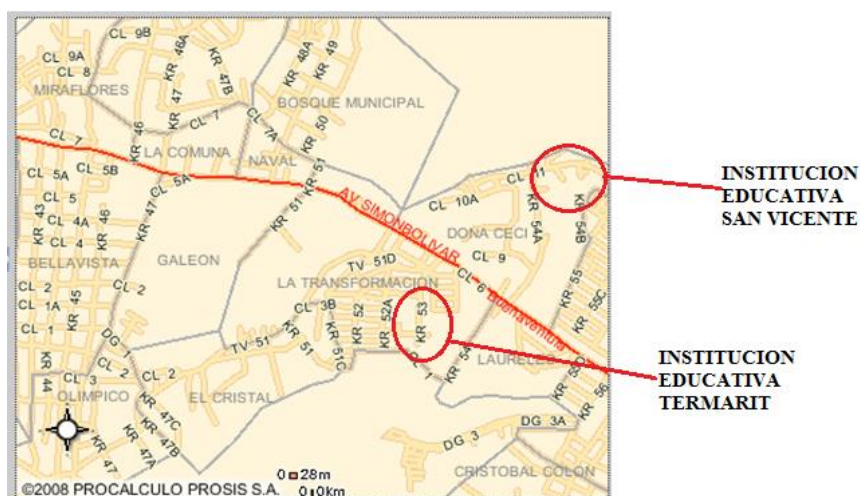 CL 9B
KR 46A
KR 48A
KR 49
CL 9A
CL 8
KR 47B
MIRAFLORES
KR 47
BOSQUE MUNICIPAL
CL 7
KR 46
CL 7
CL 7A
KR 50
LA COMUNA
NAVAL
KR 51
CL 5A
CL 5B
CL 5A
CL 11
INSTITUCION
EDUCATIVA
SAN VICENTE
CL 5
KR 43
KR 46
KR 47
CL 4A
CL 4
KR 51
AV SIMONBOLIVAR
CL 10A
DONA CECI
KR 54A
KR 54B
BELLAVISTA
GALEON
TV 51D
CL 9
LA TRANSFORMACION
CL 6
KR 55
CL 2
CL 2
CL 1A
KR 45
CL 3B
KR 52
KR 52A
KR 53
Buenaventura
KR 55C
CL 1
DG 1
TV 51
KR 51
KR 51C
CL 1
KR 54
LAURELES
KR 44
CL 3
CL 2
CL 2
KR 56
INSTITUCION
EDUCATIVA
TERMARIT
OLIMPICO
EL CRISTAL
KR 47C
KR 47
KR 47A
KR 47B
DG 3
DG 3A
CRISTOBAL COLON
0 28m
©2008 PROCALCULO PROSIS S.A.
0 0Km